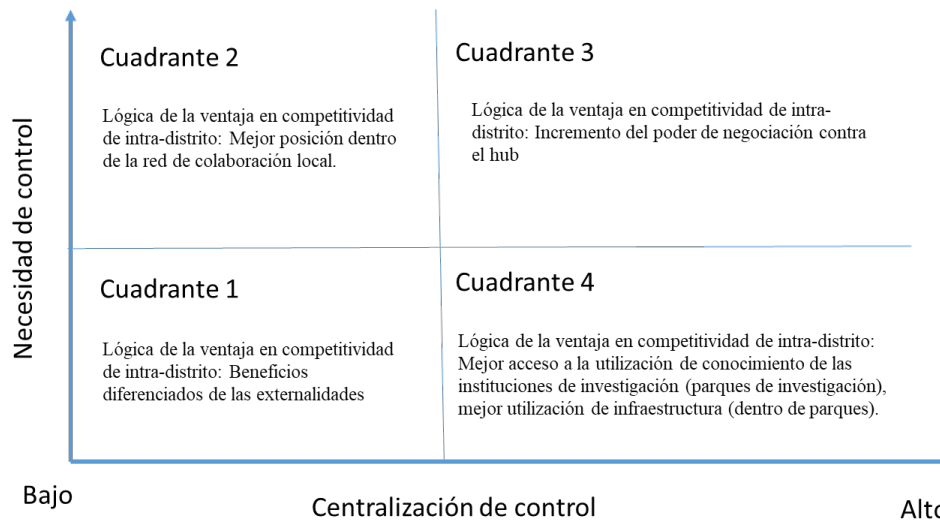 Cuadrante 2
Lógica de la ventaja en competitividad
de intra-distrito: Mejor posición dentro
de la red de colaboración local.
Cuadrante 3
Lógica de la ventaja en competitividad de intra-
distrito: Incremento del poder de negociación contra
el hub
Necesidad de control
Cuadrante 1
Lógica de la ventaja en competitividad
de intra-distrito: Beneficios
diferenciados de las externalidades
Cuadrante 4
Lógica de la ventaja en competitividad de intra-distrito:
Mejor acceso a la utilización de conocimiento de las
instituciones de investigación (parques de investigación),
mejor utilización de infraestructura (dentro de parques).
Bajo
Centralización de control
Alto